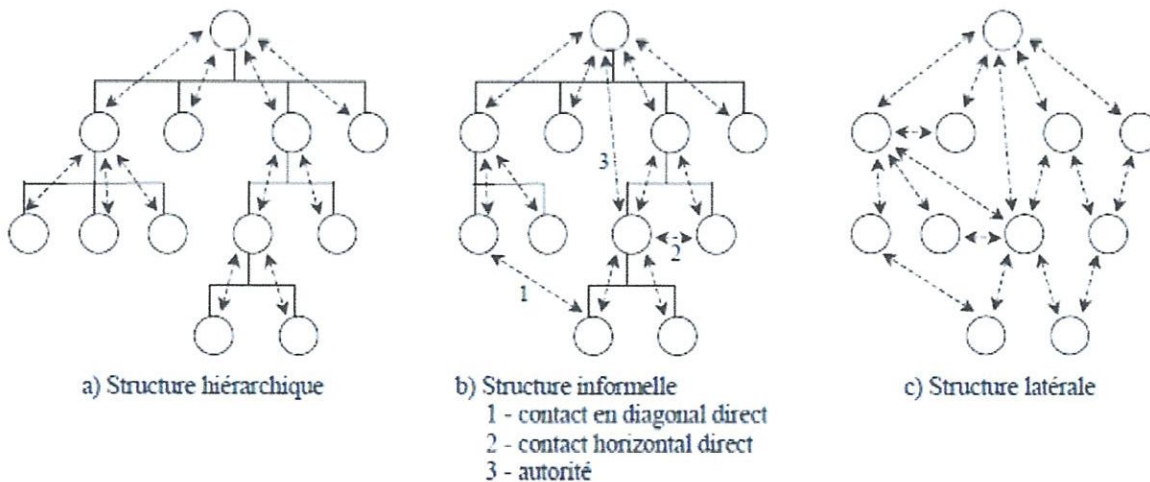 3
2
1
a) Structure hiérarchique
b) Structure informelle
1 - contact en diagonal direct
2 - contact horizontal direct
3 - autorité
c) Structure latérale